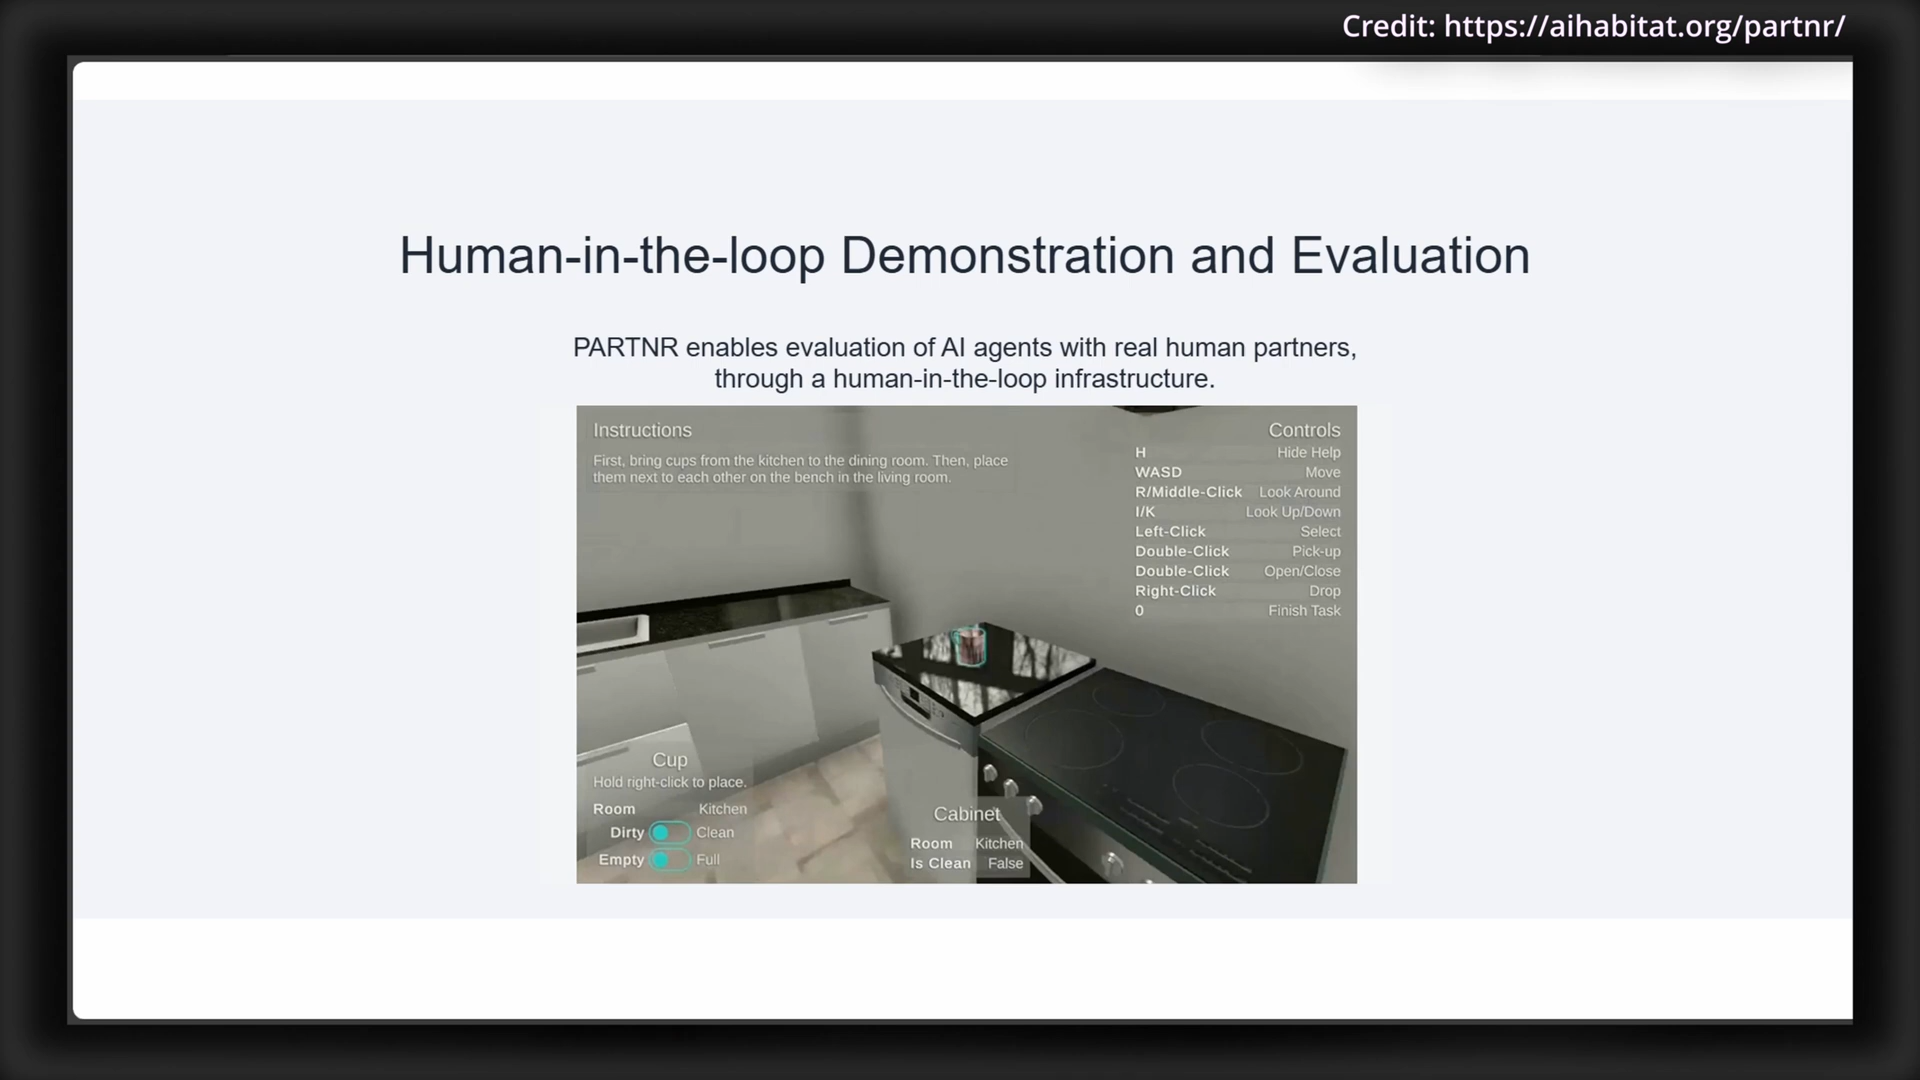 Credit: https://aihabitat.org/partnr/
Human-in-the-loop Demonstration and Evaluation
PARTNR enables evaluation of AI agents with real human partners,
through a human-in-the-loop infrastructure.
Instructions
First, bring cups from the kitchen to the dining room. Then, place
them next to each other on the bench in the living room.
Controls
H Hide Help
WASD Move
R/Middle-Click Look Around
I/K Look Up/Down
Left-Click Select
Double-Click Pick-up
Double-Click Open/Close
Right-Click Drop
0 Finish Task
Cup
Hold right-click to place.
Room Kitchen
Dirty Clean
Empty Full
Cabinet
Room Kitchen
Is Clean False